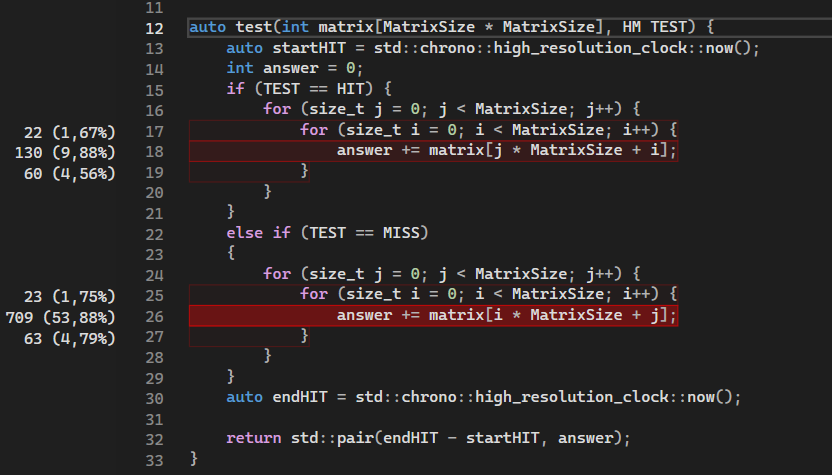 11
12 auto test(int matrix[MatrixSize * MatrixSize], HM TEST) {
13 auto startHIT = std::chrono::high_resolution_clock::now();
14 int answer = 0;
15 if (TEST == HIT) {
16 for (size_t j = 0; j < MatrixSize; j++) {
22 (1,67%) 17 for (size_t i = 0; i < MatrixSize; i++) {
130 (9,88%) 18 answer += matrix[j * MatrixSize + i];
60 (4,56%) 19 }
20 }
21 }
22 else if (TEST == MISS)
23 {
24 for (size_t j = 0; j < MatrixSize; j++) {
23 (1,75%) 25 for (size_t i = 0; i < MatrixSize; i++) {
709 (53,88%) 26 answer += matrix[i * MatrixSize + j];
63 (4,79%) 27 }
28 }
29 }
30 auto endHIT = std::chrono::high_resolution_clock::now();
31
32 return std::pair(endHIT - startHIT, answer);
33 }